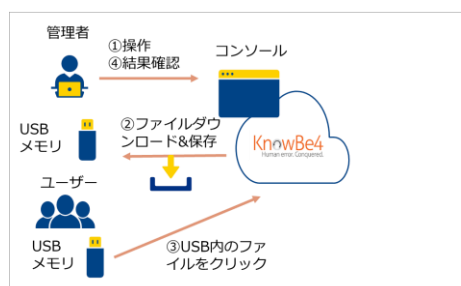 管理者
①操作
④結果確認
コンソール
USB
メモリ
②ファイルダウ
ンロード&保存
KnowBe4
Human error. Conquered.
ユーザー
USB
メモリ
③USB内のファ
イルをクリック